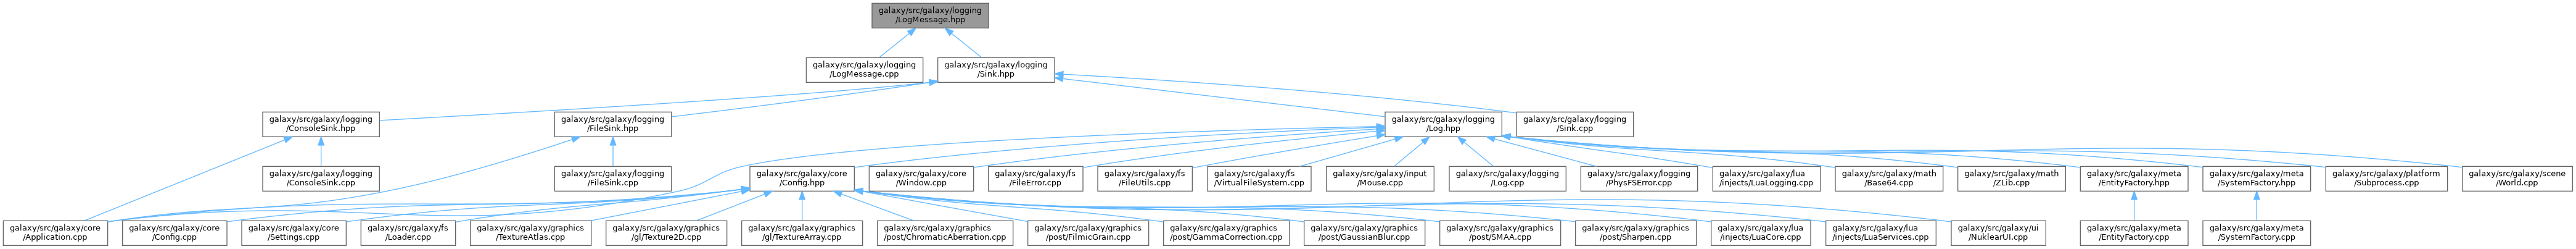 galaxy/src/galaxy/logging
/LogMessage.hpp
galaxy/src/galaxy/logging
/LogMessage.cpp
galaxy/src/galaxy/logging
/Sink.hpp
galaxy/src/galaxy/logging
/ConsoleSink.hpp
galaxy/src/galaxy/logging
/FileSink.hpp
galaxy/src/galaxy/logging
/Log.hpp
galaxy/src/galaxy/logging
/Sink.cpp
galaxy/src/galaxy/logging
/ConsoleSink.cpp
galaxy/src/galaxy/logging
/FileSink.cpp
galaxy/src/galaxy/core
/Config.hpp
galaxy/src/galaxy/core
/Window.cpp
galaxy/src/galaxy/fs
/FileError.cpp
galaxy/src/galaxy/fs
/FileUtils.cpp
galaxy/src/galaxy/fs
/VirtualFileSystem.cpp
galaxy/src/galaxy/input
/Mouse.cpp
galaxy/src/galaxy/logging
/Log.cpp
galaxy/src/galaxy/logging
/PhysFSError.cpp
galaxy/src/galaxy/lua
/injects/LuaLogging.cpp
galaxy/src/galaxy/math
/Base64.cpp
galaxy/src/galaxy/math
/ZLib.cpp
galaxy/src/galaxy/meta
/EntityFactory.hpp
galaxy/src/galaxy/meta
/SystemFactory.hpp
galaxy/src/galaxy/platform
/Subprocess.cpp
galaxy/src/galaxy/scene
/World.cpp
galaxy/src/galaxy/core
/Application.cpp
galaxy/src/galaxy/core
/Config.cpp
galaxy/src/galaxy/core
/Settings.cpp
galaxy/src/galaxy/fs
/Loader.cpp
galaxy/src/galaxy/graphics
/TextureAtlas.cpp
galaxy/src/galaxy/graphics
/gl/Texture2D.cpp
galaxy/src/galaxy/graphics
/gl/TextureArray.cpp
galaxy/src/galaxy/graphics
/post/ChromaticAberration.cpp
galaxy/src/galaxy/graphics
/post/FilmicGrain.cpp
galaxy/src/galaxy/graphics
/post/GammaCorrection.cpp
galaxy/src/galaxy/graphics
/post/GaussianBlur.cpp
galaxy/src/galaxy/graphics
/post/SMAA.cpp
galaxy/src/galaxy/graphics
/post/Sharpen.cpp
galaxy/src/galaxy/lua
/injects/LuaCore.cpp
galaxy/src/galaxy/lua
/injects/LuaServices.cpp
galaxy/src/galaxy/ui
/NuklearUI.cpp
galaxy/src/galaxy/meta
/EntityFactory.cpp
galaxy/src/galaxy/meta
/SystemFactory.cpp